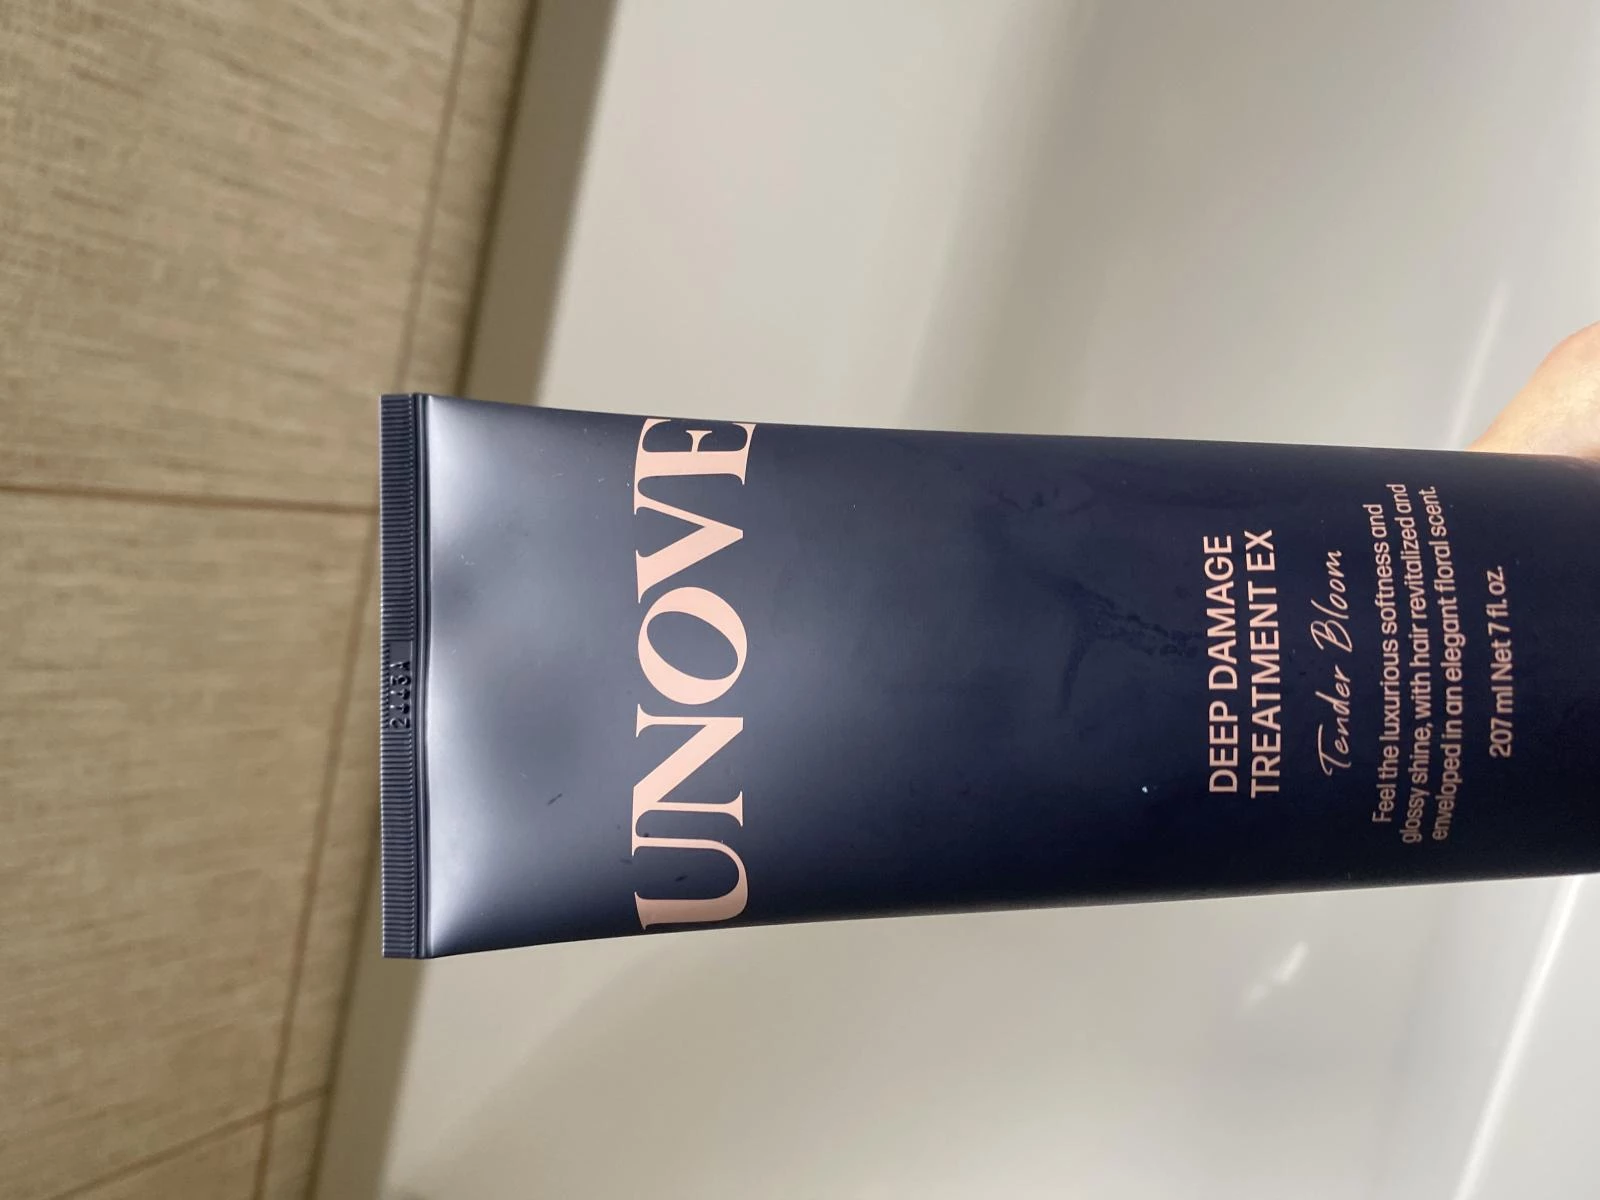 2443A
UNOVE
DEEP DAMAGE
TREATMENT EX
Tender Bloom
Feel the luxurious softness and
glossy shine, with hair revitalized and
enveloped in an elegant floral scent.
207 ml Net 7 fl. oz.